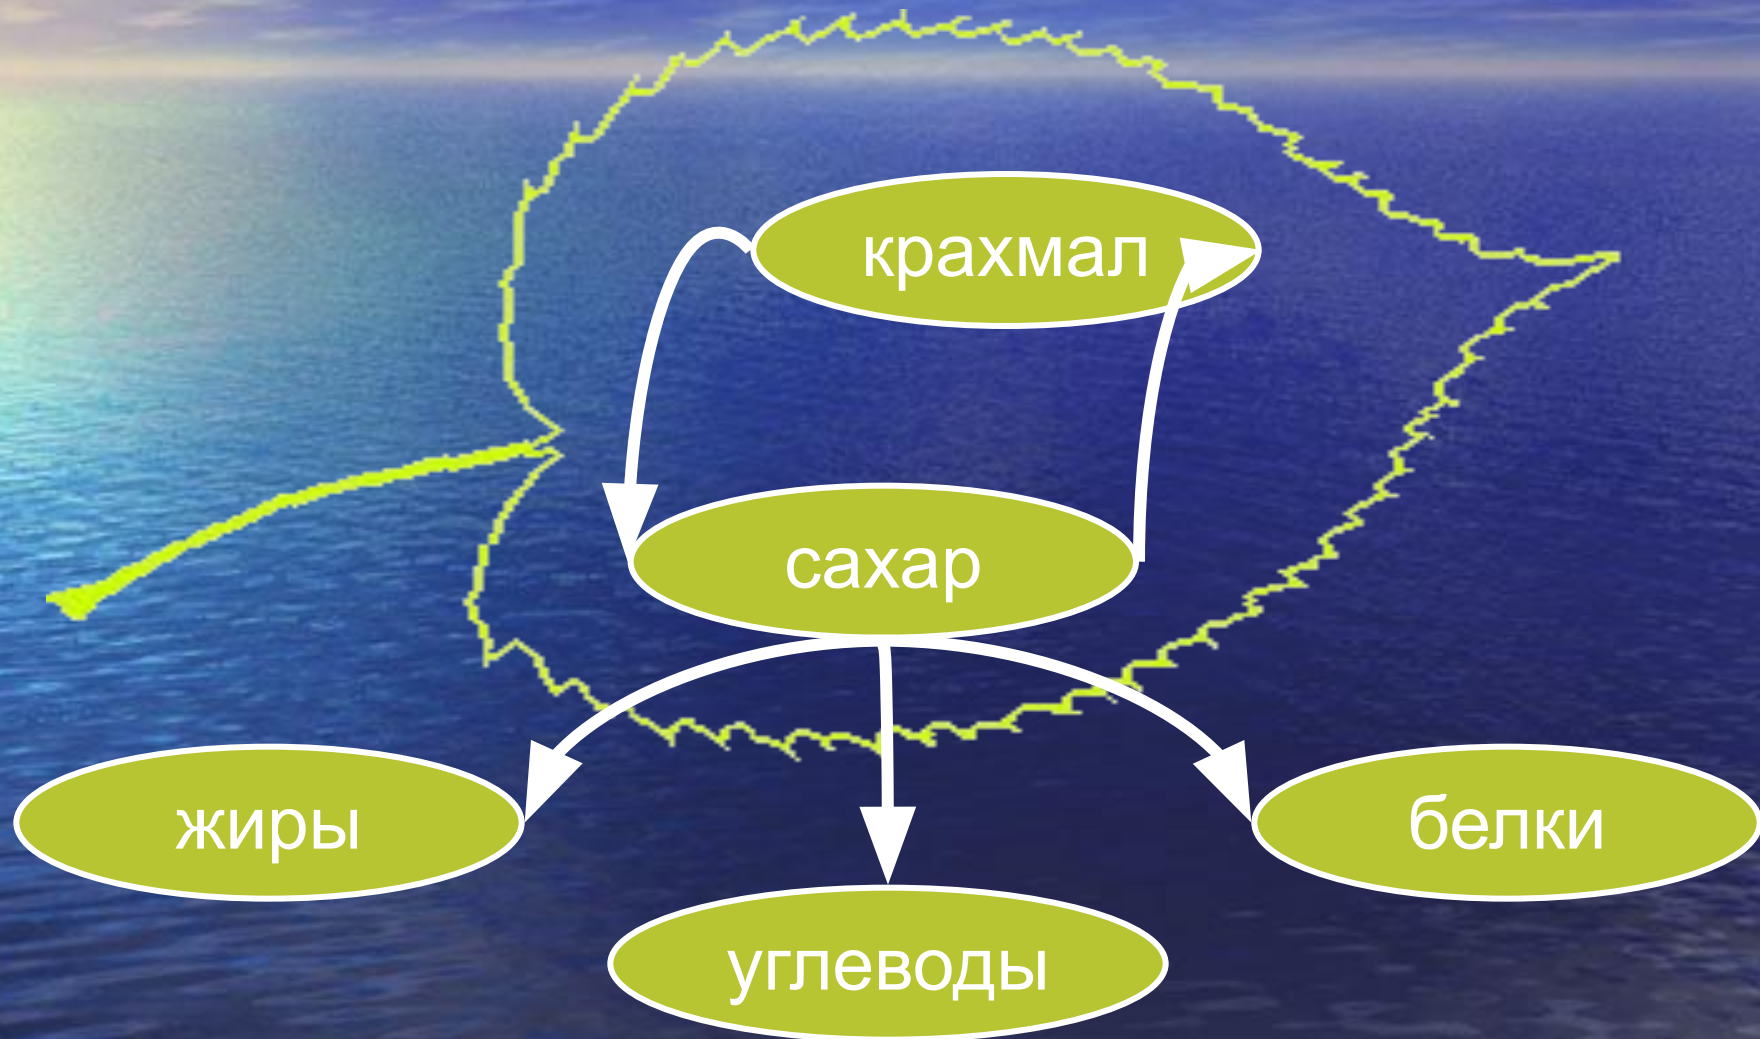 крахмал
сахар
жиры
белки
углеводы